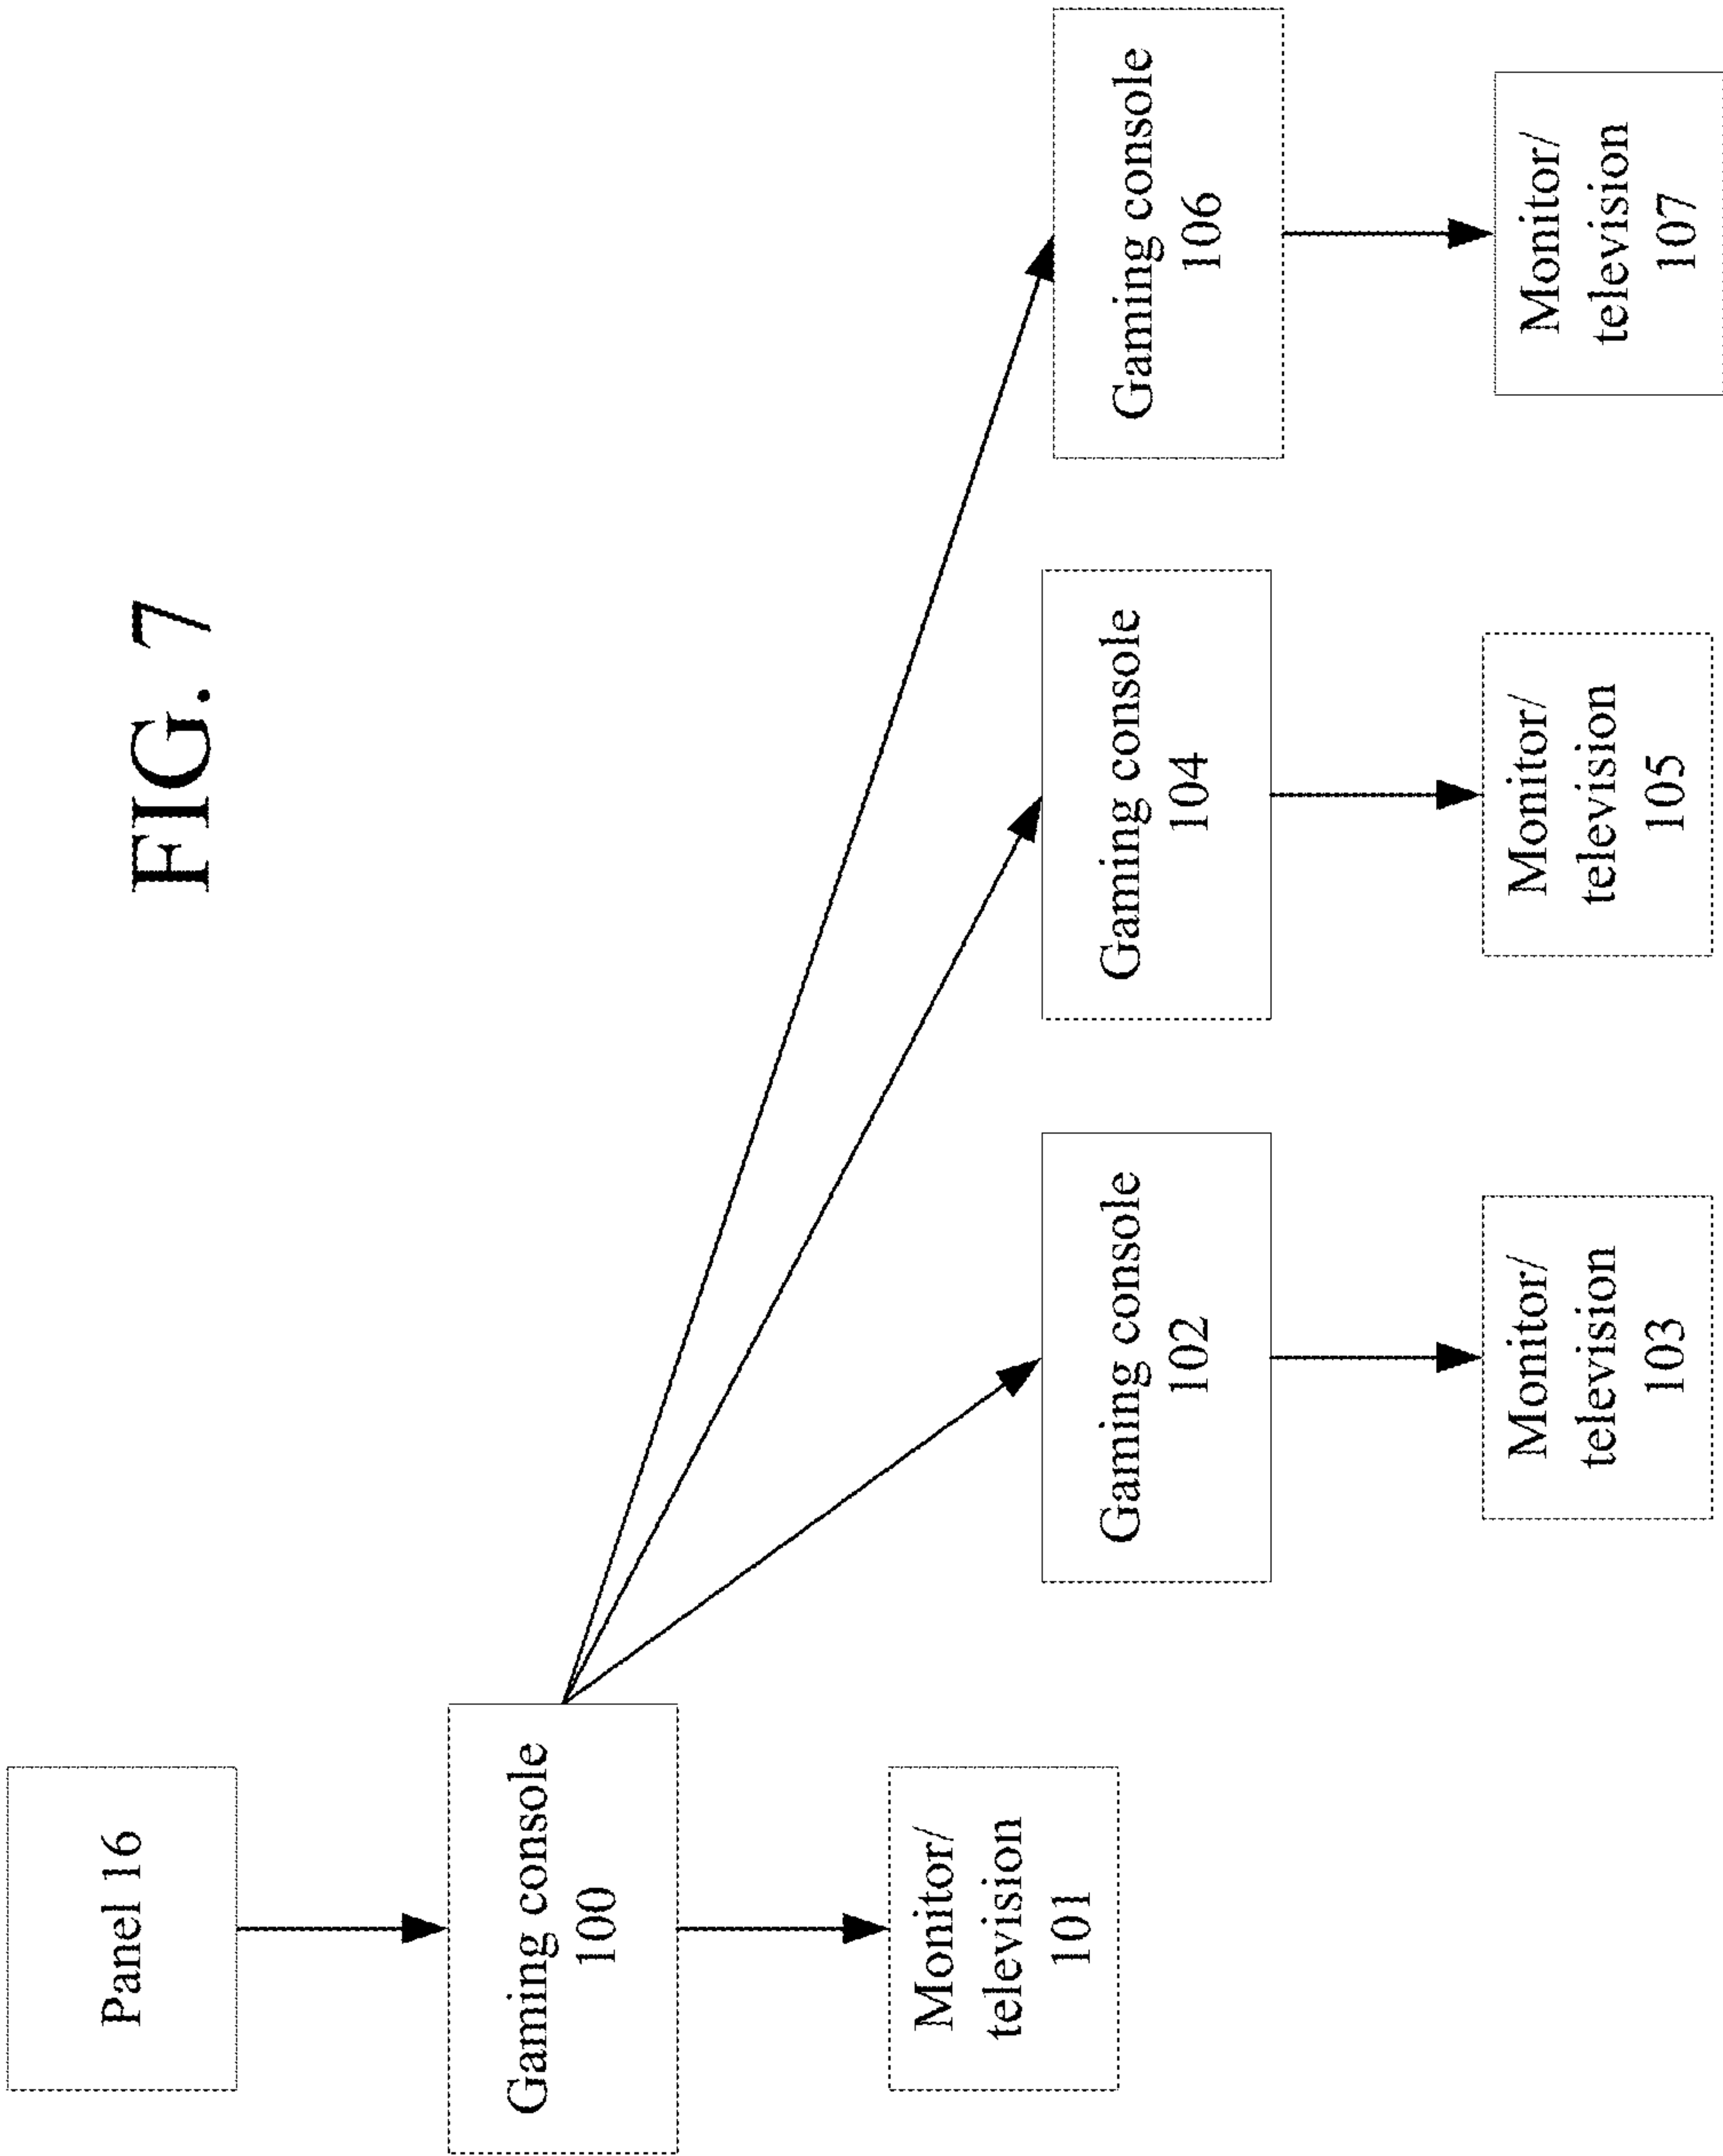 FIG. 7
Panel 16
Gaming console
100
Monitor/
television
101
Gaming console
102
Monitor/
television
103
Gaming console
104
Monitor/
television
105
Gaming console
106
Monitor/
television
107